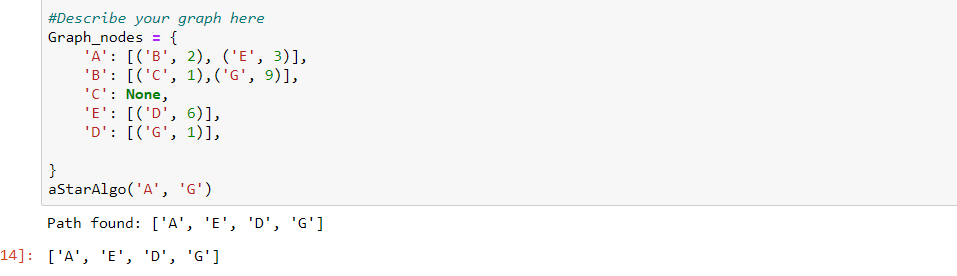 #Describe your graph here
Graph_nodes = {
    'A': [('B', 2), ('E', 3)],
    'B': [('C', 1),('G', 9)],
    'C': None,
    'E': [('D', 6)],
    'D': [('G', 1)],
}
aStarAlgo('A', 'G')
Path found: ['A', 'E', 'D', 'G']
14]: ['A', 'E', 'D', 'G']